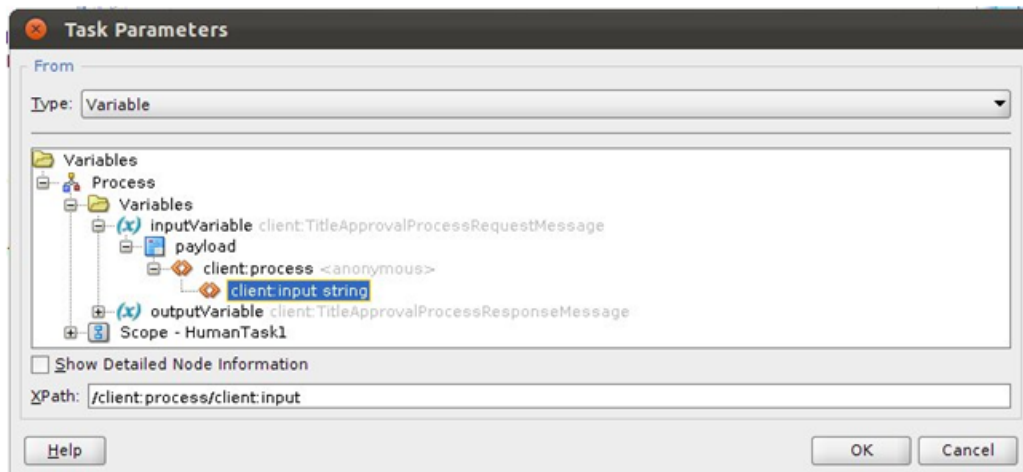 Task Parameters
From
Type: Variable
Variables
Process
Variables
(x) inputVariable client:TitleApprovalProcessRequestMessage
payload
client:process <anonymous>
client:input string
(x) outputVariable client:TitleApprovalProcessResponseMessage
Scope - HumanTask1
Show Detailed Node Information
XPath: /client:process/client:input
Help OK Cancel